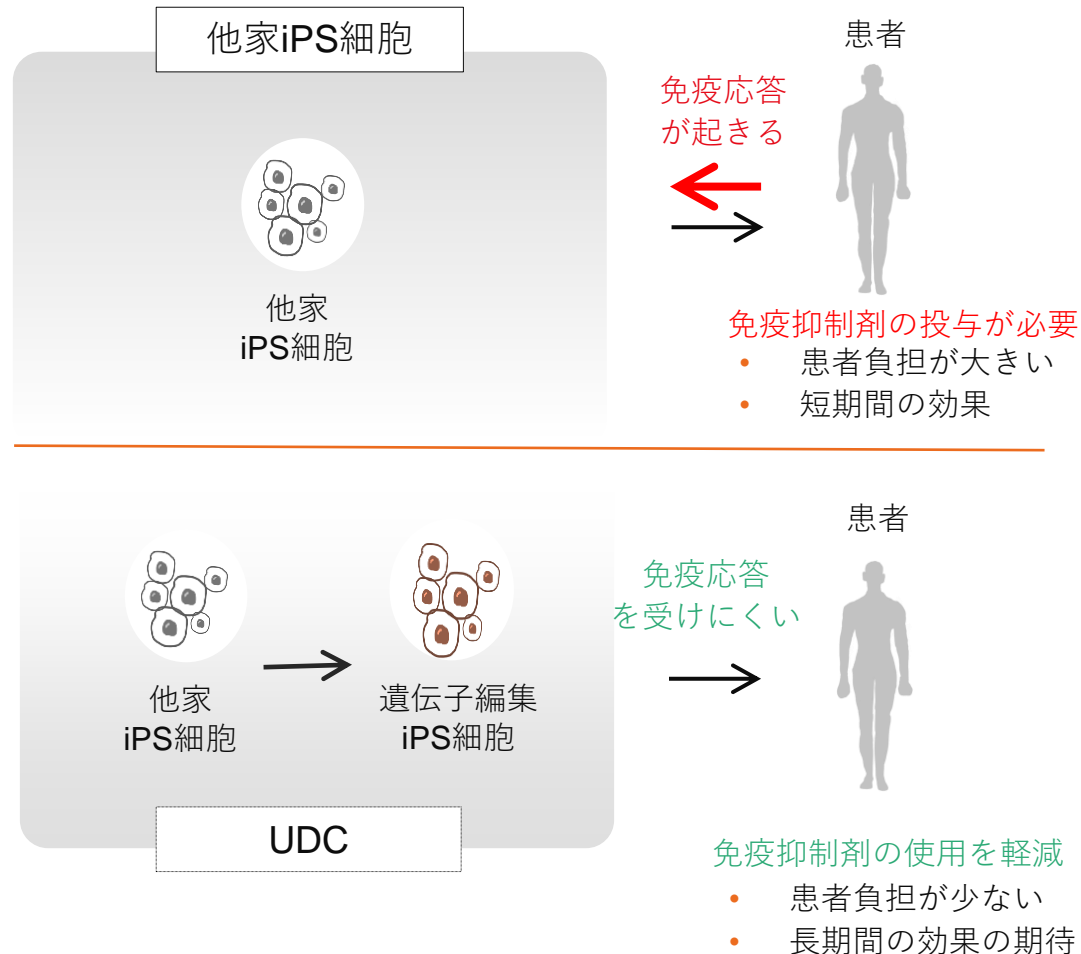 他家iPS細胞
患者
免疫応答
が起きる
他家
iPS細胞
免疫抑制剤の投与が必要
• 患者負担が大きい
• 短期間の効果
患者
免疫応答
を受けにくい
他家
iPS細胞
遺伝子編集
iPS細胞
UDC
免疫抑制剤の使用を軽減
• 患者負担が少ない
• 長期間の効果の期待